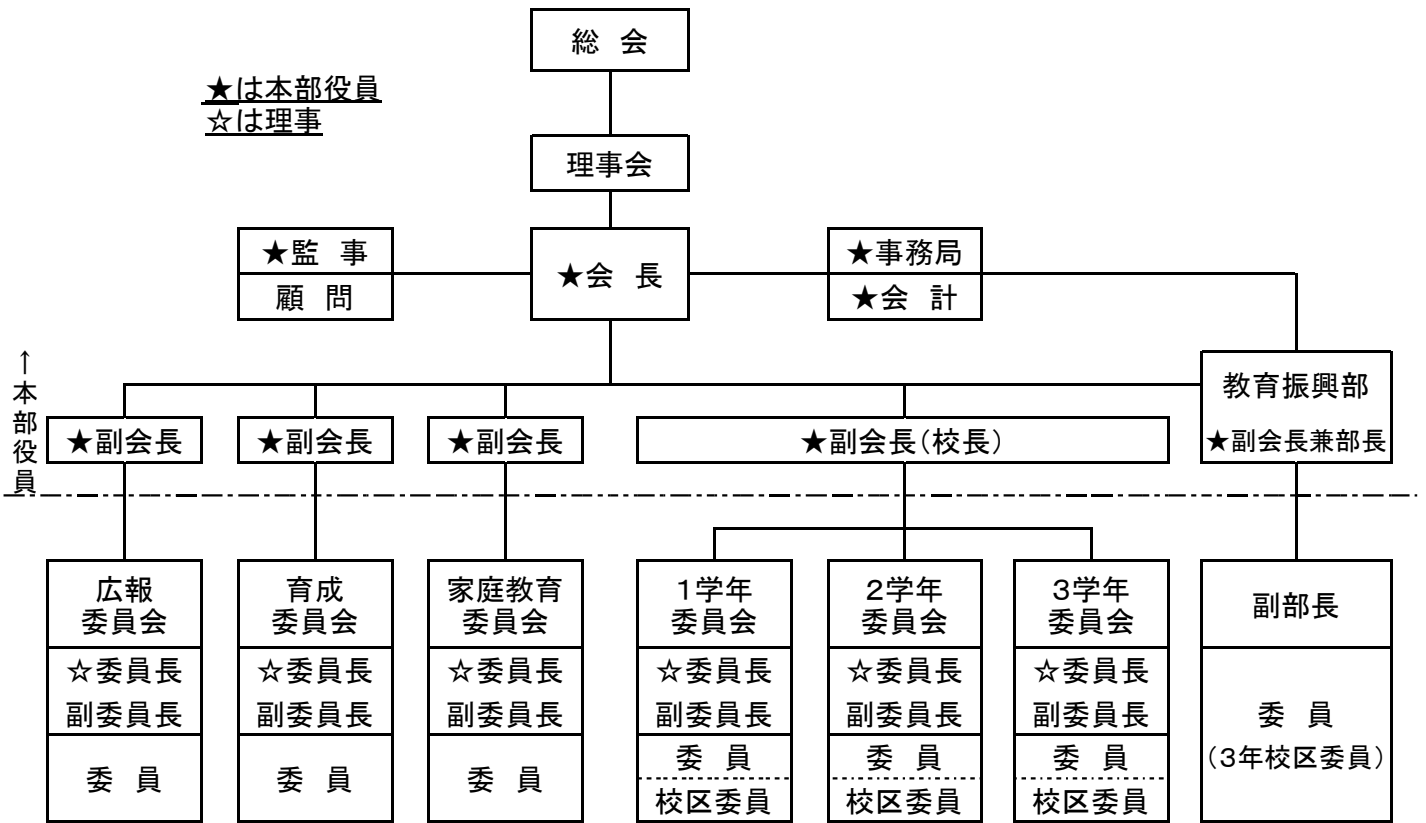 総 会
★は本部役員
☆は理事
理事会
★監 事
顧 問
★会 長
★事務局
★会 計
↑本部役員
教育振興部
★副会長兼部長
★副会長
★副会長
★副会長
★副会長(校長)
広報
委員会
☆委員長
副委員長
委 員
育成
委員会
☆委員長
副委員長
委 員
家庭教育
委員会
☆委員長
副委員長
委 員
1学年
委員会
☆委員長
副委員長
委 員
校区委員
2学年
委員会
☆委員長
副委員長
委 員
校区委員
3学年
委員会
☆委員長
副委員長
委 員
校区委員
副部長
委 員
(3年校区委員)